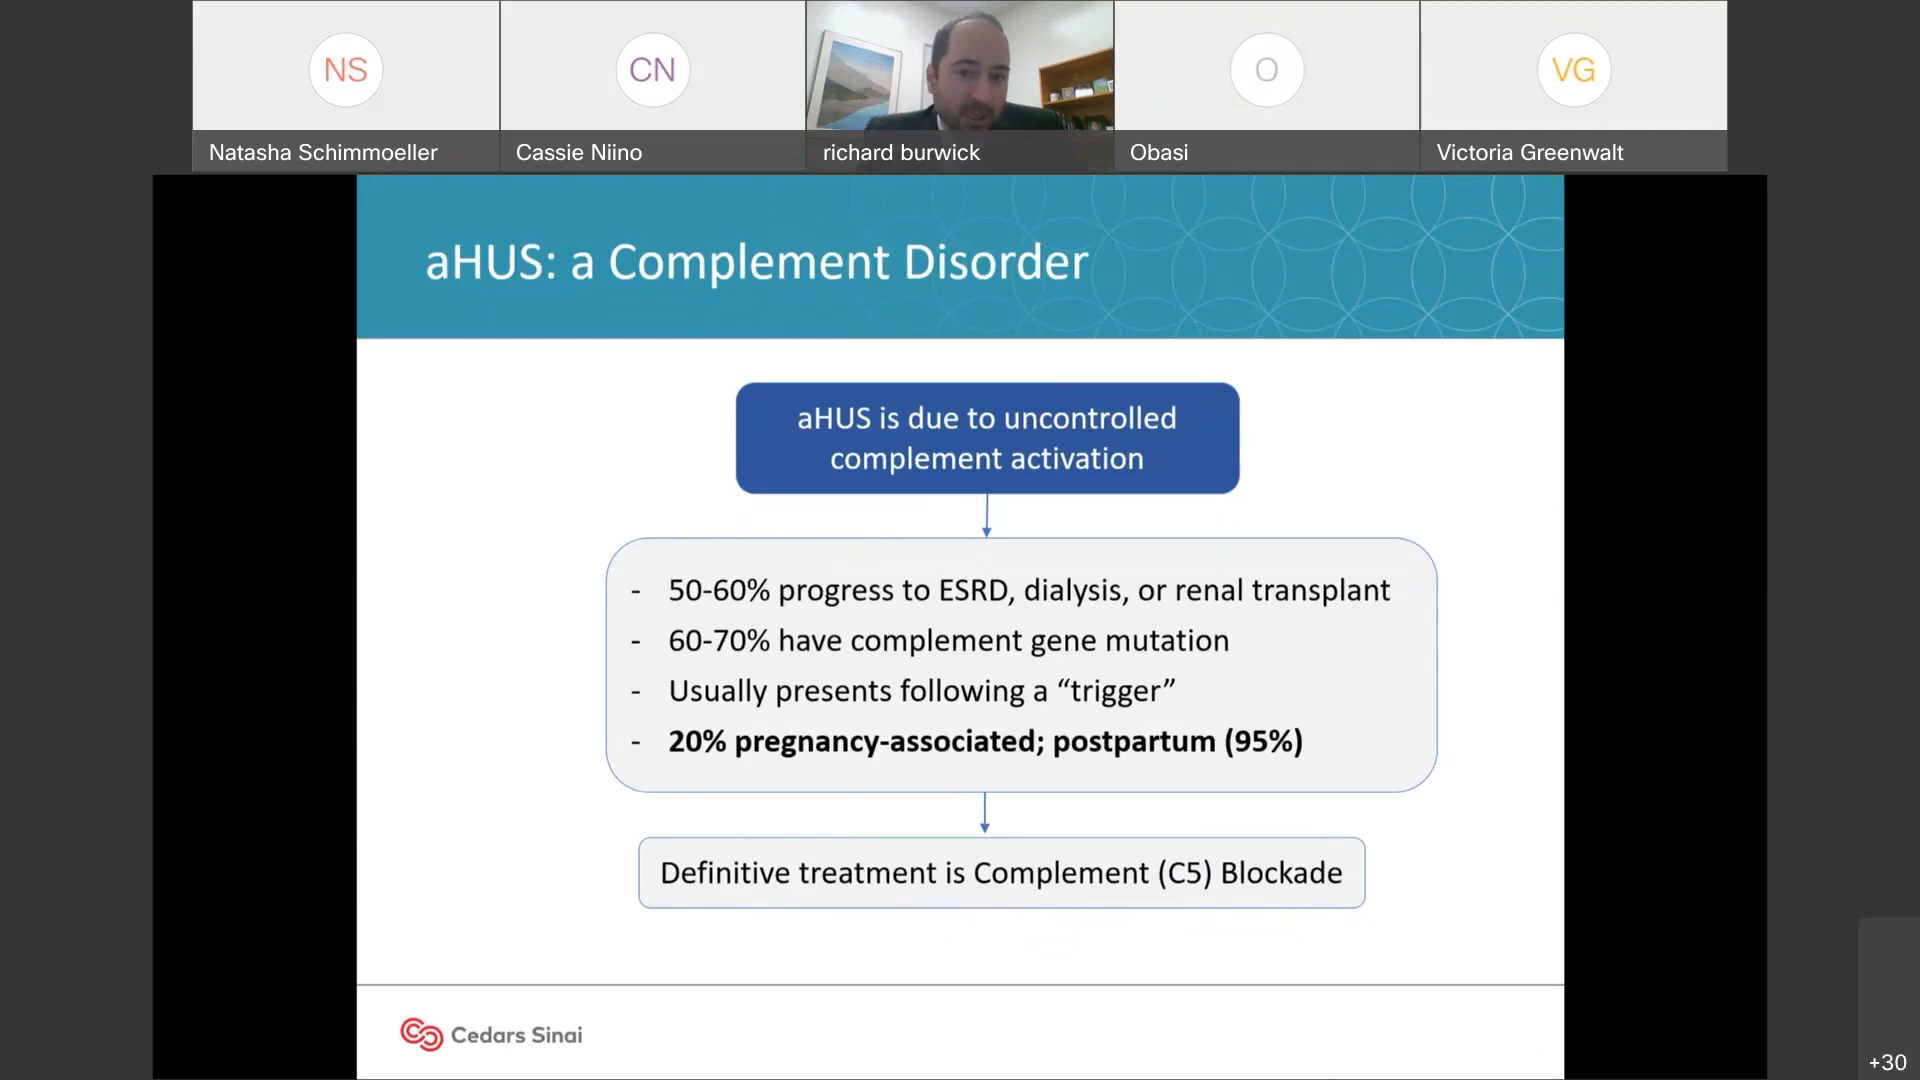 NS
CN
O
VG
Natasha Schimmoeller
Cassie Niino
richard burwick
Obasi
Victoria Greenwalt
aHUS: a Complement Disorder
aHUS is due to uncontrolled
complement activation
- 50-60% progress to ESRD, dialysis, or renal transplant
- 60-70% have complement gene mutation
- Usually presents following a “trigger”
- 20% pregnancy-associated; postpartum (95%)
Definitive treatment is Complement (C5) Blockade
Cedars Sinai
+30